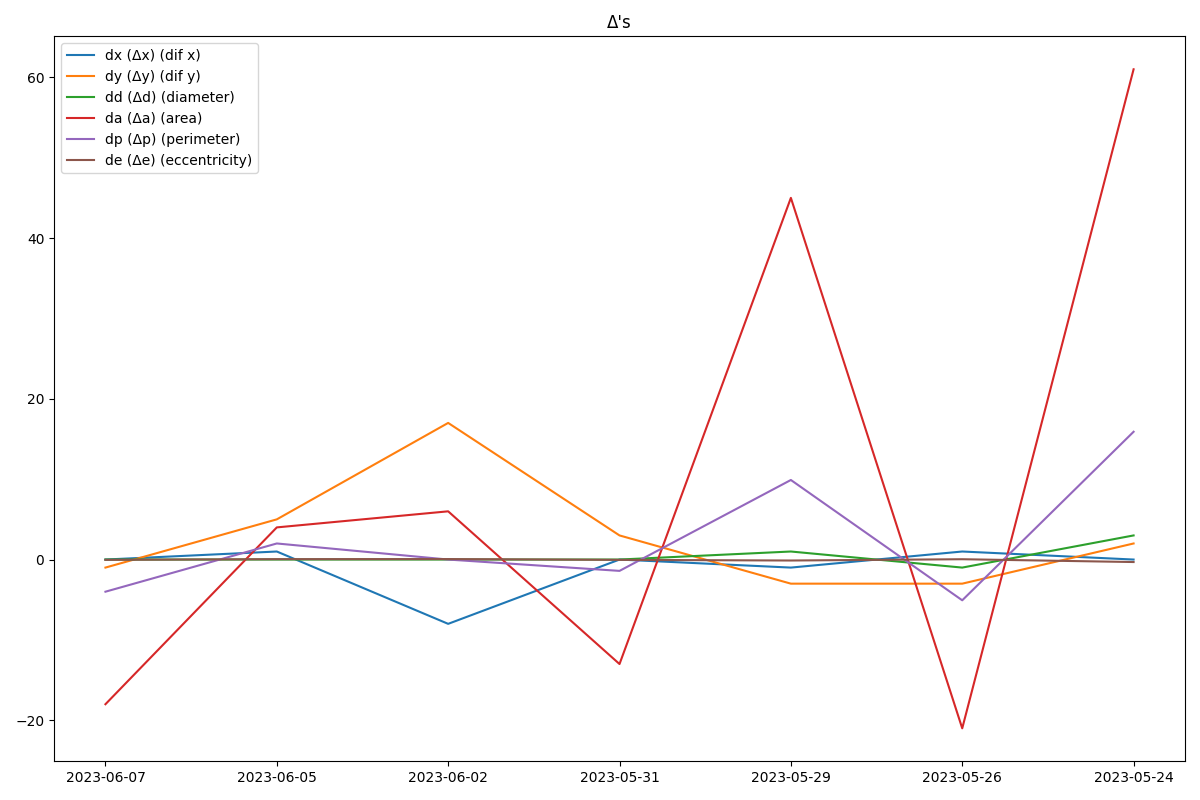 Δ's
dx (Δx) (dif x)
dy (Δy) (dif y)
dd (Δd) (diameter)
da (Δa) (area)
dp (Δp) (perimeter)
de (Δe) (eccentricity)
60
40
20
0
−20
2023-06-07 2023-06-05 2023-06-02 2023-05-31 2023-05-29 2023-05-26 2023-05-24